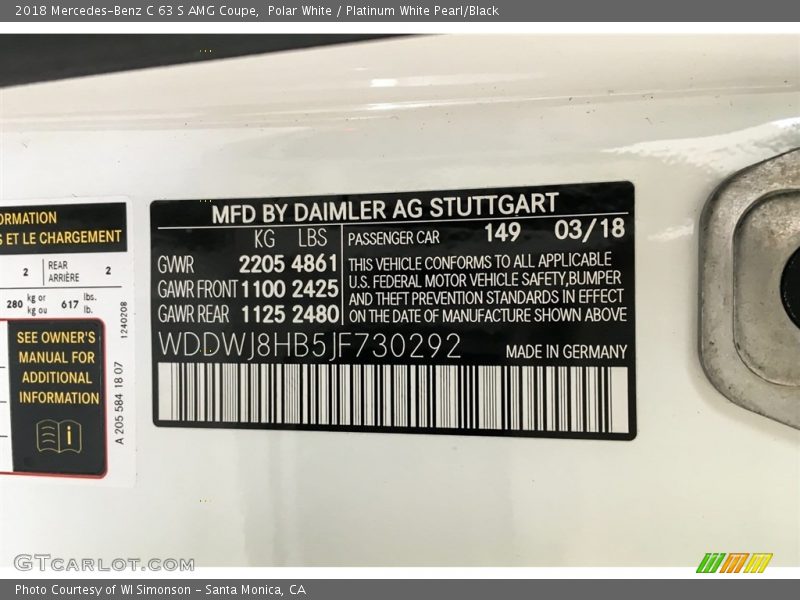 2018 Mercedes-Benz C 63 S AMG Coupe,  Polar White / Platinum White Pearl/Black
ORMATION
S ET LE CHARGEMENT
2 REAR ARRIÈRE 2
280 kg or kg ou 617 lbs. lb.
SEE OWNER'S
MANUAL FOR
ADDITIONAL
INFORMATION
1240208
A 205 584 18 07
MFD BY DAIMLER AG STUTTGART
KG LBS
GWR 2205 4861
GAWR FRONT 1100 2425
GAWR REAR 1125 2480
PASSENGER CAR 149 03/18
THIS VEHICLE CONFORMS TO ALL APPLICABLE
U.S. FEDERAL MOTOR VEHICLE SAFETY,BUMPER
AND THEFT PREVENTION STANDARDS IN EFFECT
ON THE DATE OF MANUFACTURE SHOWN ABOVE
WDDWJ8HB5JF730292 MADE IN GERMANY
GTCARLOT.COM
Photo Courtesy of WI Simonson - Santa Monica, CA